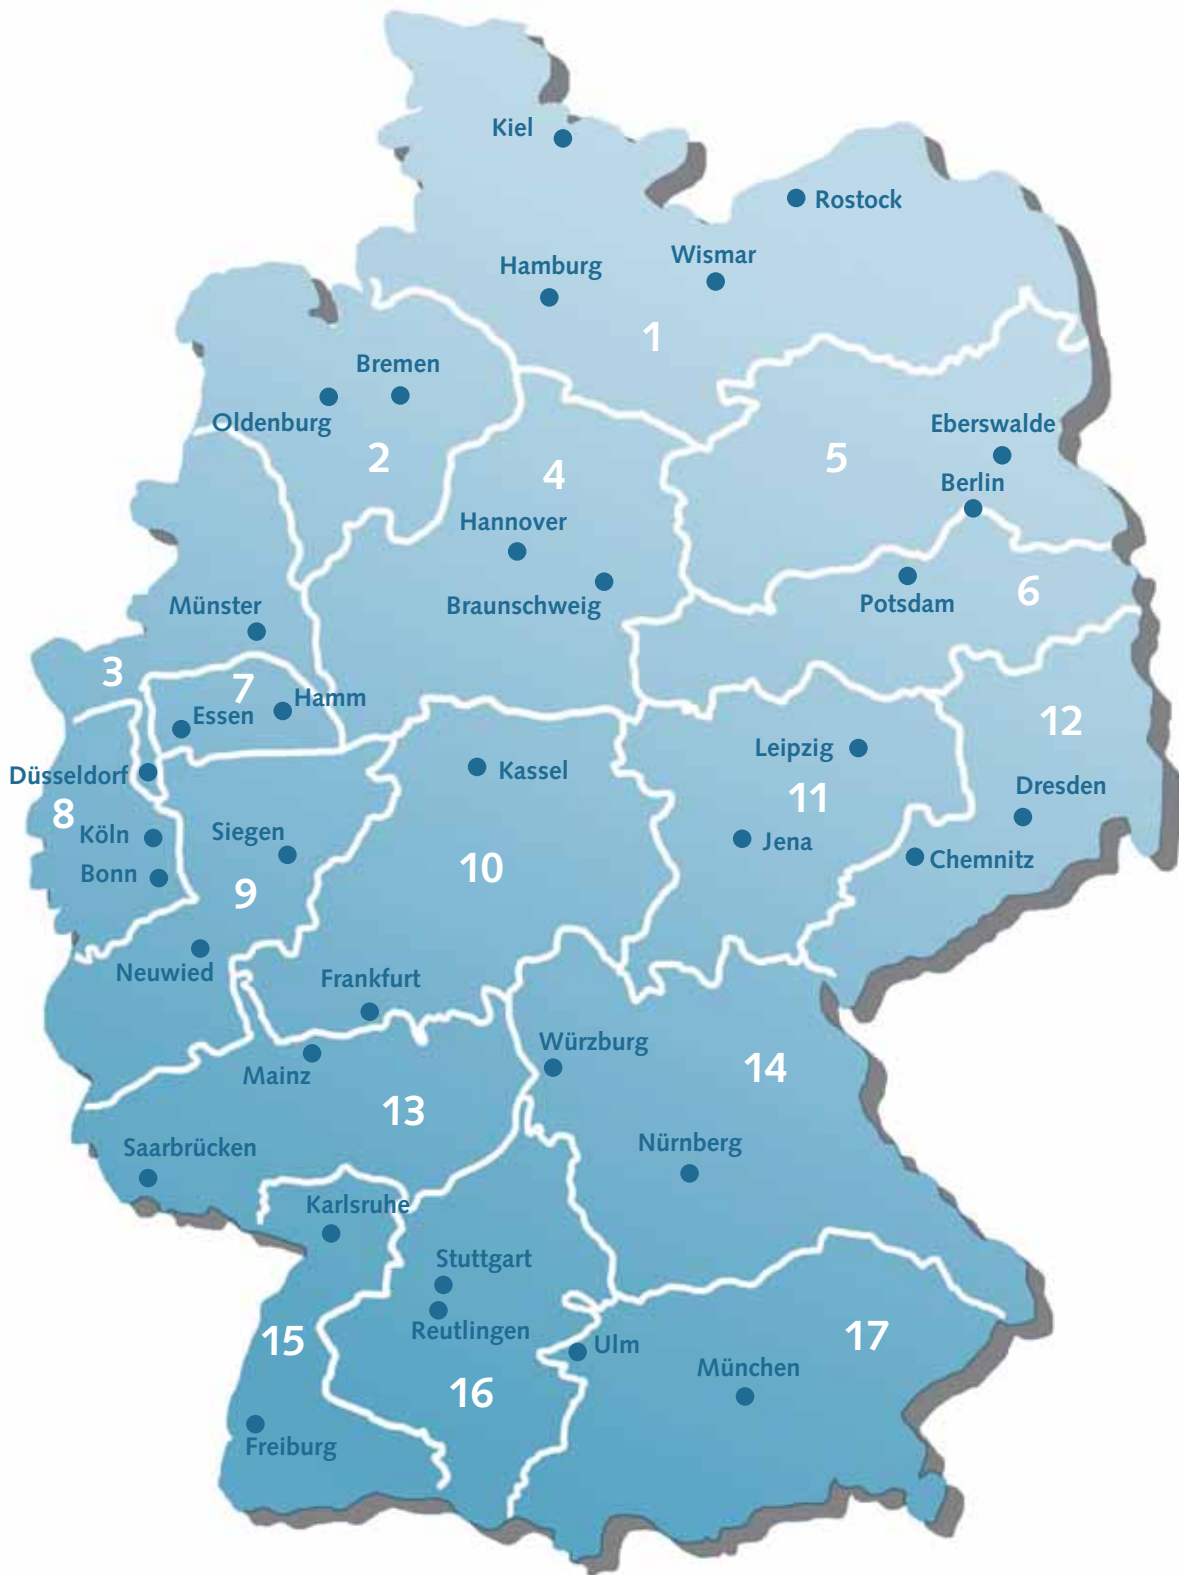 Kiel
Rostock
Wismar
Hamburg
1
Bremen
Oldenburg
2
4
5
Eberswalde
Berlin
Hannover
Braunschweig
Potsdam
6
Münster
3
7
Hamm
Essen
12
Düsseldorf
Kassel
Leipzig
11
Dresden
8
Köln
Siegen
Jena
Chemnitz
Bonn
9
10
Neuwied
Frankfurt
Würzburg
14
Mainz
13
Saarbrücken
Nürnberg
Karlsruhe
Stuttgart
Reutlingen
15
Ulm
17
München
16
Freiburg